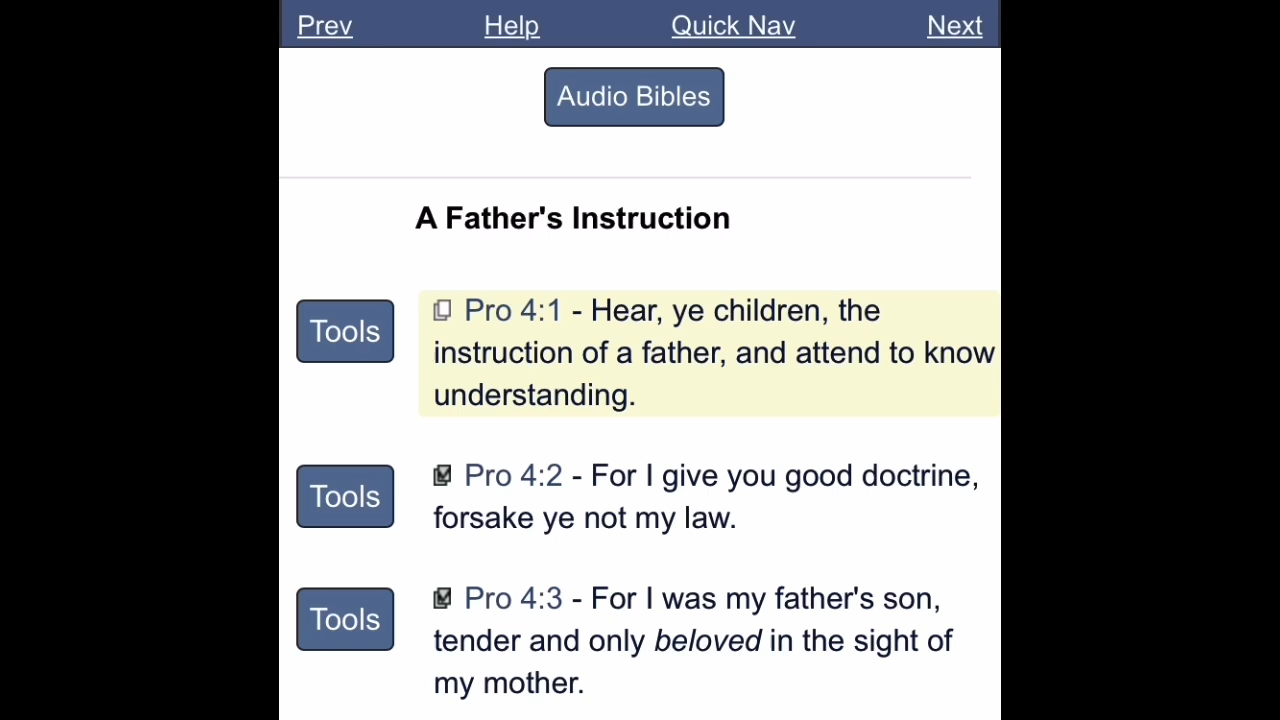 Prev Help Quick Nav Next
Audio Bibles
A Father's Instruction
Tools
Pro 4:1 - Hear, ye children, the
instruction of a father, and attend to know
understanding.
Tools
Pro 4:2 - For I give you good doctrine,
forsake ye not my law.
Tools
Pro 4:3 - For I was my father's son,
tender and only beloved in the sight of
my mother.